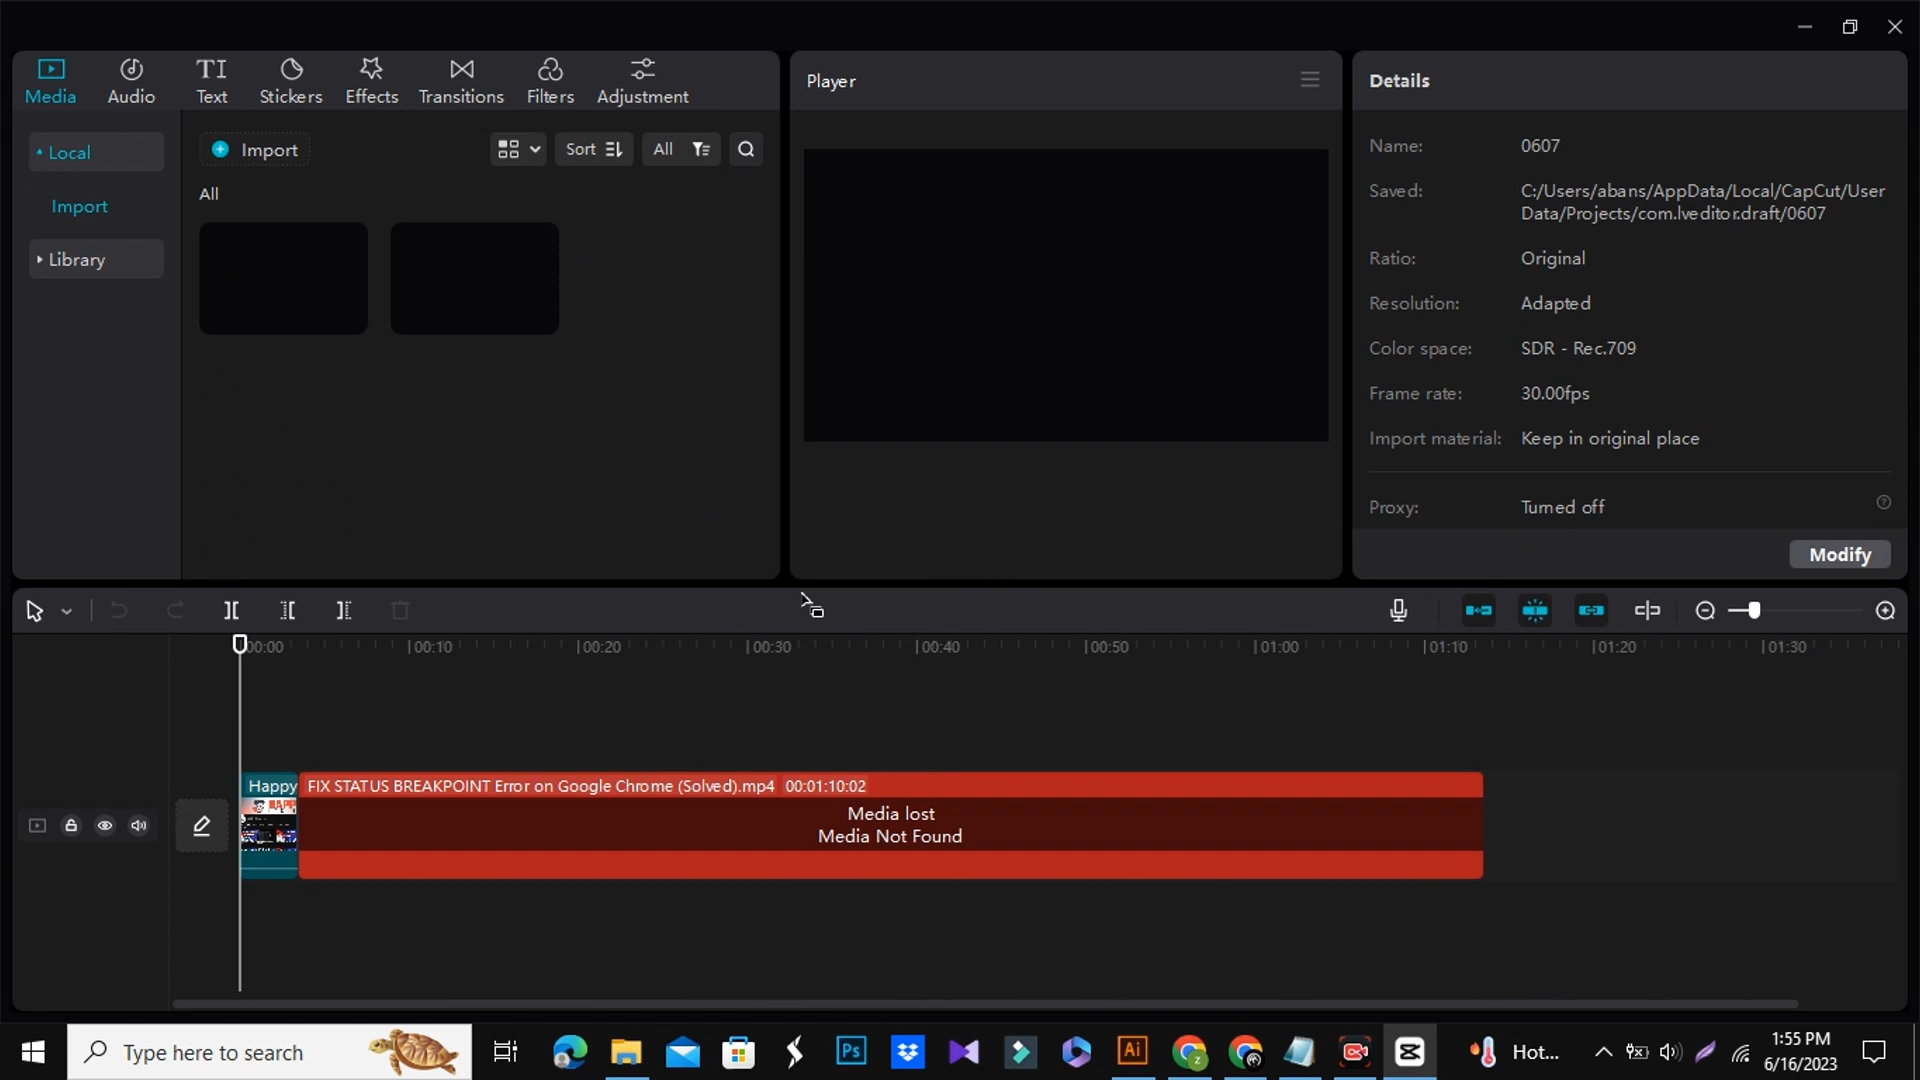 Media
Audio
TI
Text
Stickers
Effects
Transitions
Filters
Adjustment
Local
Import
Library
Import
Sort
All
All
Player
Details
Name: 0607
Saved: C:/Users/abans/AppData/Local/CapCut/User
Data/Projects/com.lveditor.draft/0607
Ratio: Original
Resolution: Adapted
Color space: SDR - Rec.709
Frame rate: 30.00fps
Import material: Keep in original place
Proxy: Turned off
Modify
00:00 00:10 00:20 00:30 00:40 00:50 01:00 01:10 01:20 01:30
Happy FIX STATUS BREAKPOINT Error on Google Chrome (Solved).mp4 00:01:10:02
Media lost
Media Not Found
Type here to search
Ps
Ai
Hot...
1:55 PM
6/16/2023